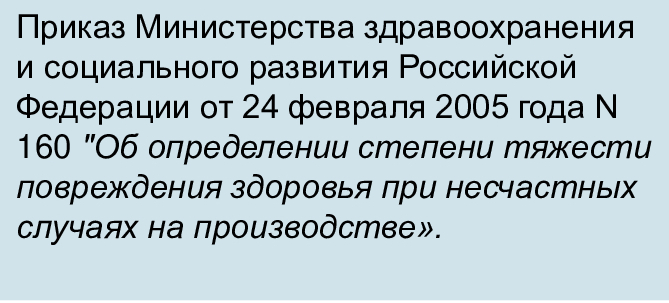 Приказ Министерства здравоохранения
и социального развития Российской
Федерации от 24 февраля 2005 года N
160 "Об определении степени тяжести
повреждения здоровья при несчастных
случаях на производстве».